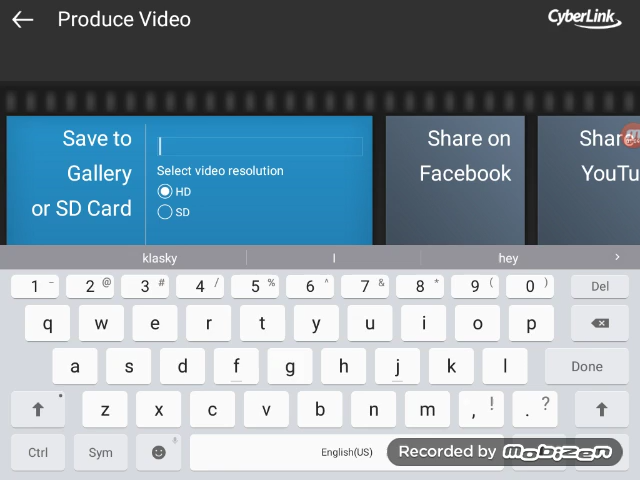 Produce Video
CyberLink
Save to
Gallery
or SD Card
Select video resolution
HD
SD
Share on
Facebook
Share
YouTu
klasky
I
hey
1 - 2 @ 3 # 4 / 5 % 6 ^ 7 & 8 * 9 ( 0 ) Del
q w e r t y u i o p
a s d f g h j k l Done
z x c v b n m , ! . ?
Ctrl Sym English(US)
Recorded by mobizen